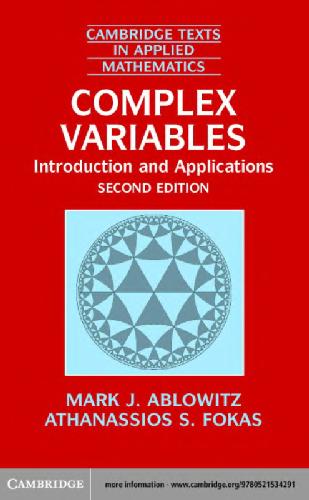 CAMBRIDGE TEXTS
IN APPLIED
MATHEMATICS
COMPLEX
VARIABLES
Introduction and Applications
SECOND EDITION
MARK J. ABLOWITZ
ATHANASSIOS S. FOKAS
CAMBRIDGE
more information - www.cambridge.org/9780521534291